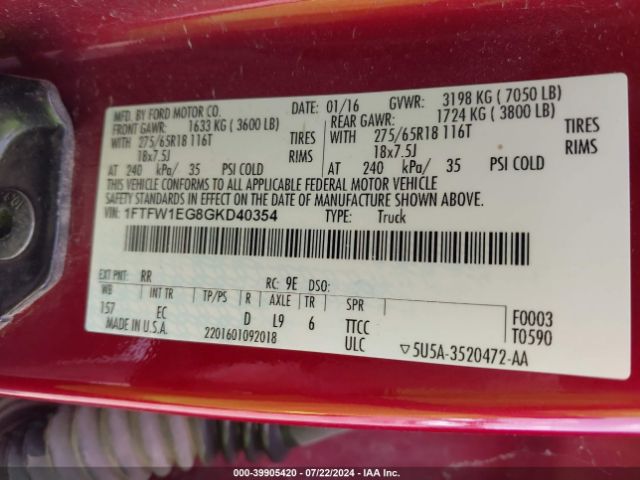 MFD. BY FORD MOTOR CO.
DATE: 01/16 GVWR: 3198 KG ( 7050 LB)
FRONT GAWR: 1633 KG ( 3600 LB) REAR GAWR: 1724 KG ( 3800 LB)
WITH 275/65R18 116T TIRES WITH 275/65R18 116T TIRES
18x7.5J RIMS 18x7.5J RIMS
AT 240 kPa/ 35 PSI COLD AT 240 kPa/ 35 PSI COLD
THIS VEHICLE CONFORMS TO ALL APPLICABLE FEDERAL MOTOR VEHICLE
SAFETY STANDARDS IN EFFECT ON THE DATE OF MANUFACTURE SHOWN ABOVE.
VIN: 1FTFW1EG8GKD40354 TYPE: Truck
EXT PNT: RR RC: 9E DSO:
WB INT TR TP/PS R AXLE TR SPR
157 EC D L9 6 TTCC F0003
MADE IN U.S.A. 2201601092018 ULC T0590
▽5U5A-3520472-AA
000-39905420 - 07/22/2024 - IAA Inc.